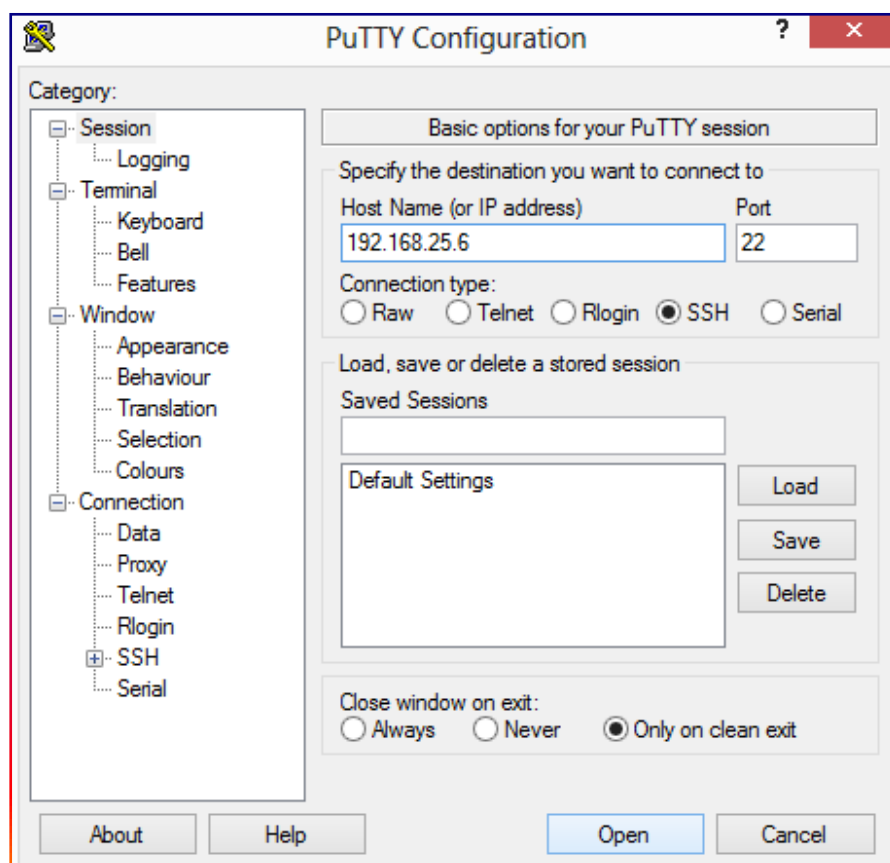 PuTTY Configuration
?
Category:
Session
Logging
Terminal
Keyboard
Bell
Features
Window
Appearance
Behaviour
Translation
Selection
Colours
Connection
Data
Proxy
Telnet
Rlogin
SSH
Serial
Basic options for your PuTTY session
Specify the destination you want to connect to
Host Name (or IP address) Port
192.168.25.6 22
Connection type:
Raw Telnet Rlogin SSH Serial
Load, save or delete a stored session
Saved Sessions
Default Settings
Load
Save
Delete
Close window on exit:
Always Never Only on clean exit
About Help Open Cancel